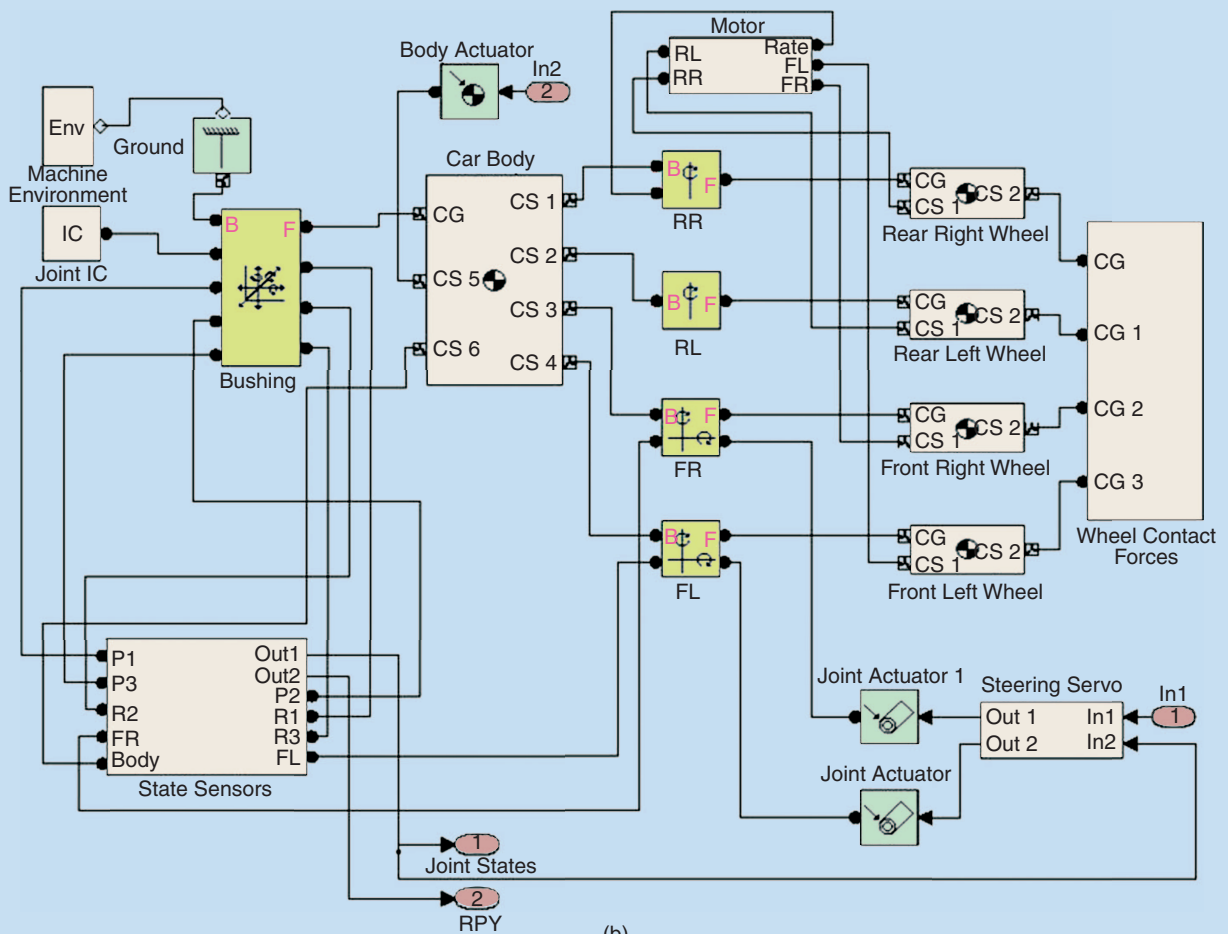 Motor
RL
RR
Rate
FL
FR
Body Actuator
In2
2
Env
Machine
Environment
Ground
IC
Joint IC
B
F
Bushing
Car Body
CG
CS 5
CS 6
CS 1
CS 2
CS 3
CS 4
B
F
RR
B
F
RL
B
F
FR
B
F
FL
CG
CS 1
CS 2
Rear Right Wheel
CG
CS 1
CS 2
Rear Left Wheel
CG
CS 1
CS 2
Front Right Wheel
CG
CS 1
CS 2
Front Left Wheel
CG
CG 1
CG 2
CG 3
Wheel Contact
Forces
P1
P3
R2
FR
Body
Out1
Out2
P2
R1
R3
FL
State Sensors
Joint Actuator 1
Joint Actuator
Steering Servo
Out 1
Out 2
In1
In2
In1
1
1
Joint States
2
RPY
(b)